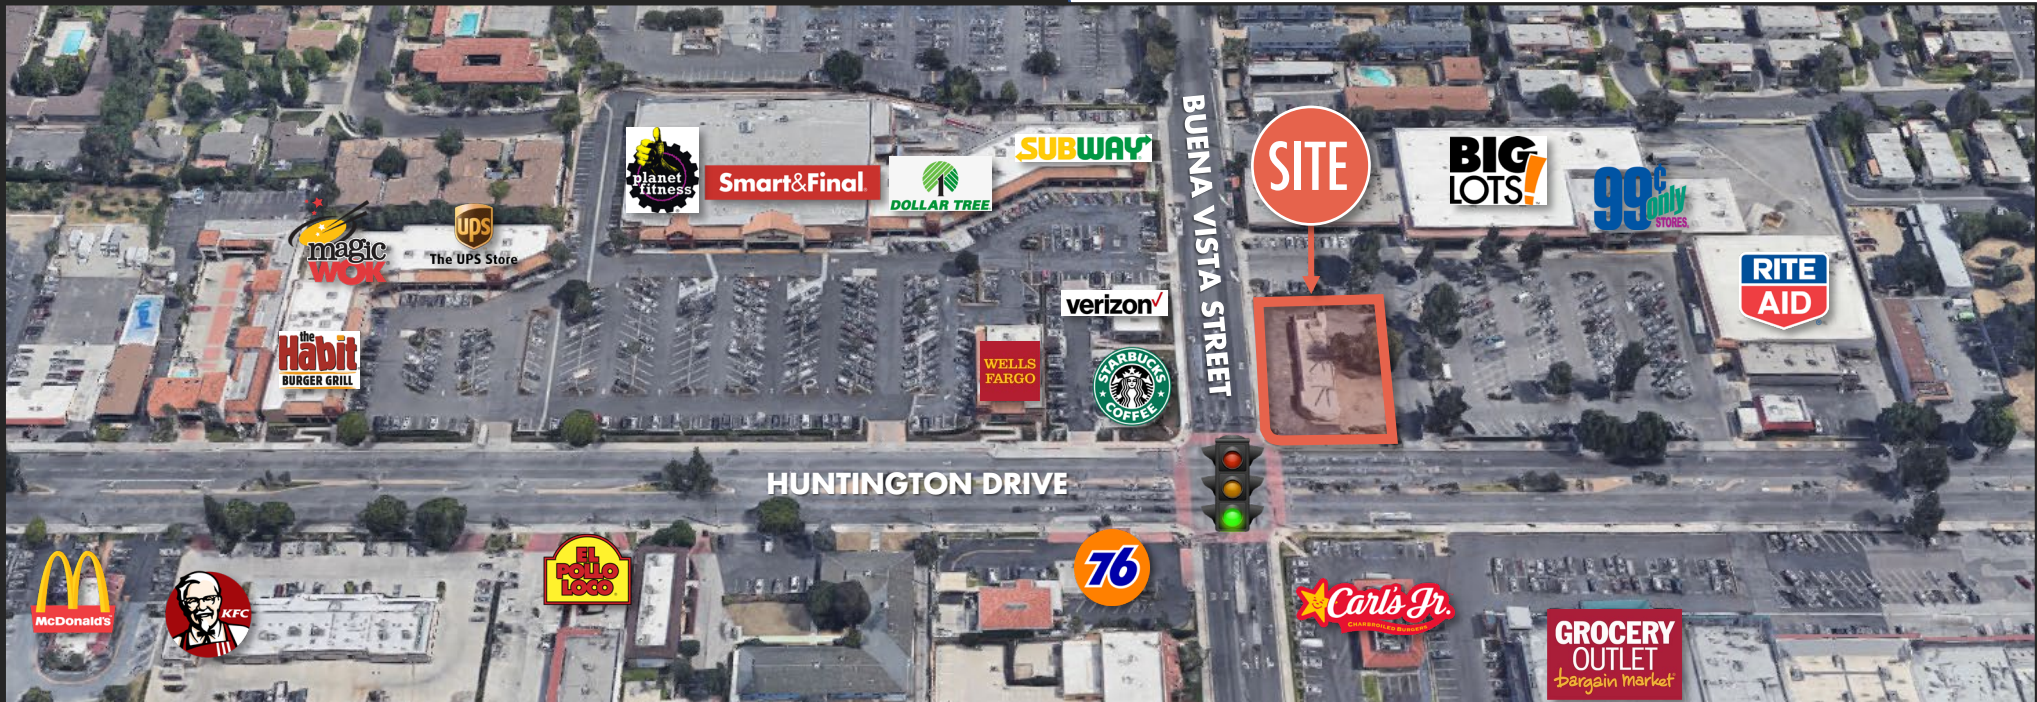 BUENA VISTA STREET
SITE
BIG
LOTS!
99¢
only
STORES
SUBWAY
planet
fitness
Smart&Final
DOLLAR TREE
magic
WOK
ups
The UPS Store
RITE
AID
verizon
the
Habit
BURGER GRILL
WELLS
FARGO
STARBUCKS
COFFEE
HUNTINGTON DRIVE
McDonald's
KFC
EL
POLLO
LOCO
76
Carl's Jr.
CHARBROILED BURGERS
GROCERY
OUTLET
bargain market